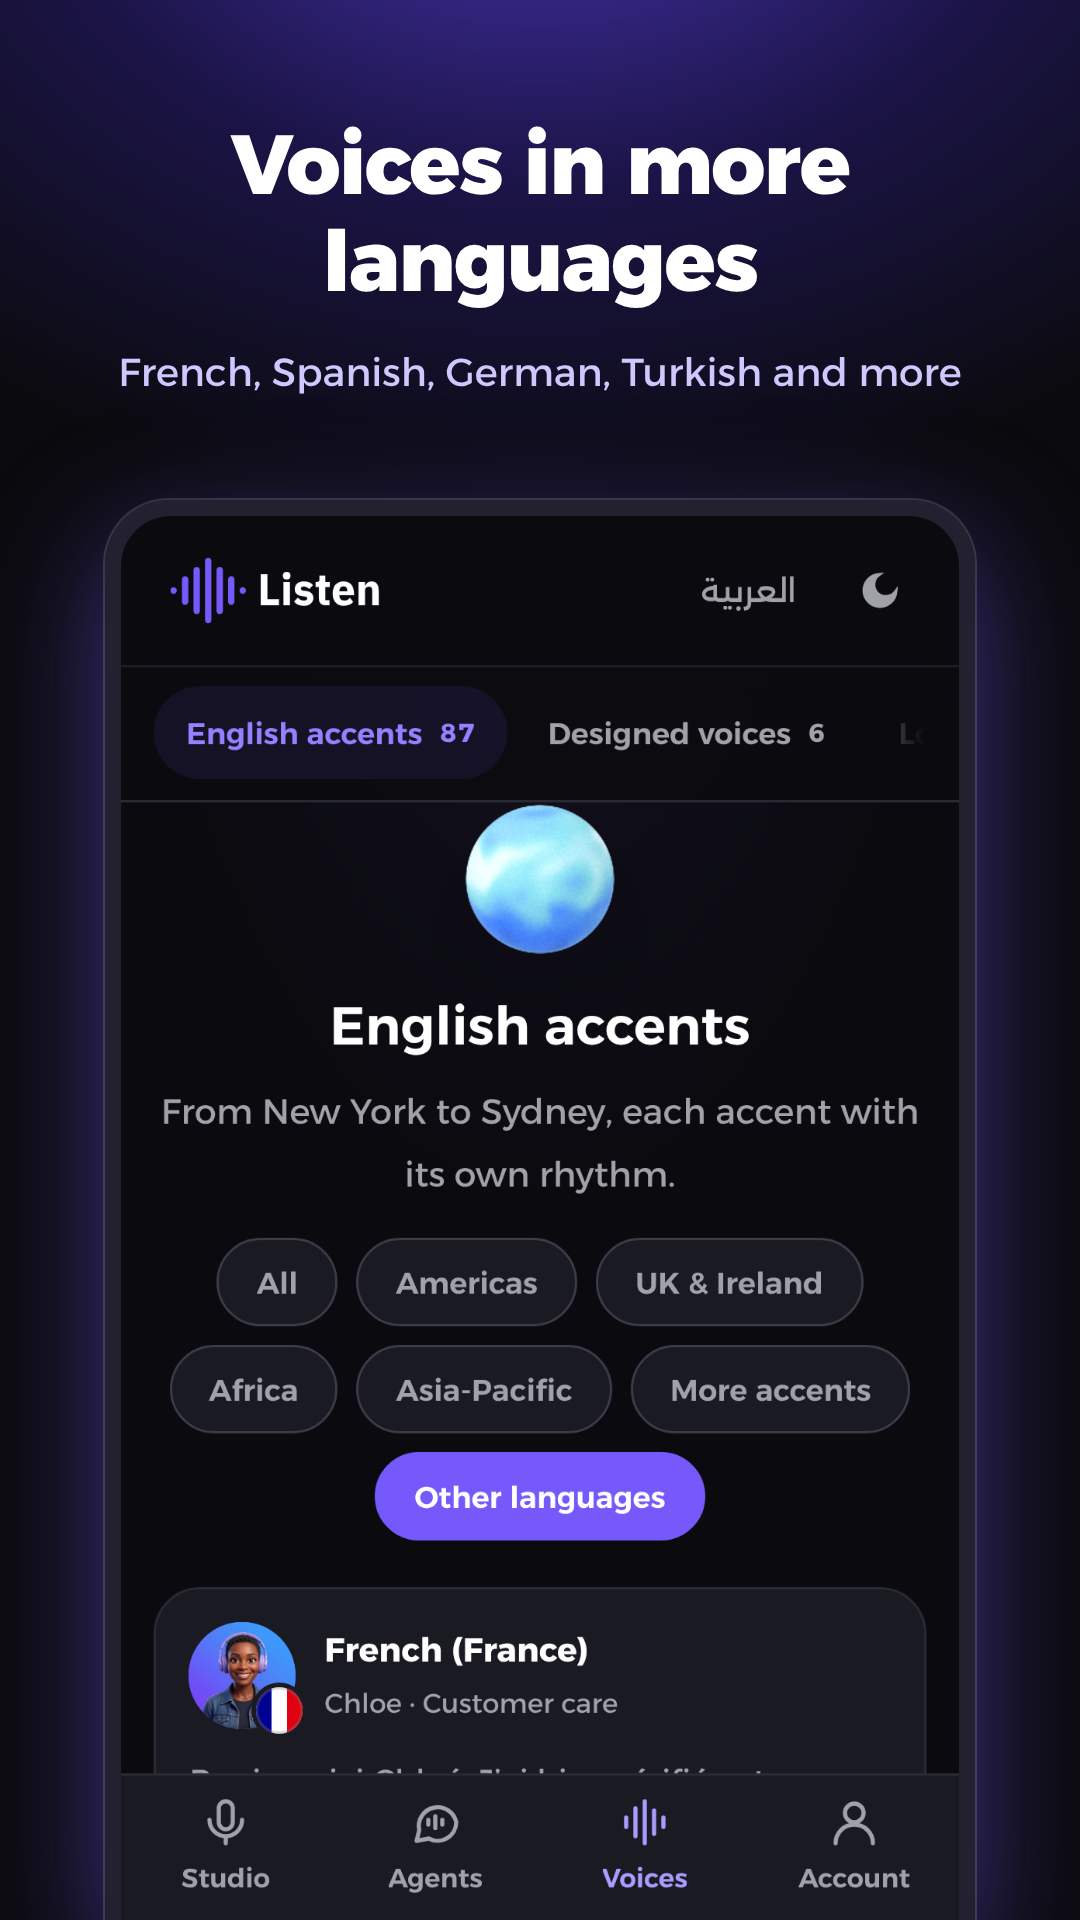 Voices in more
languages
French, Spanish, German, Turkish and more
Listen
العربية
English accents 87
Designed voices 6
English accents
From New York to Sydney, each accent with
its own rhythm.
All
Americas
UK & Ireland
Africa
Asia-Pacific
More accents
Other languages
French (France)
Chloe · Customer care
Studio
Agents
Voices
Account